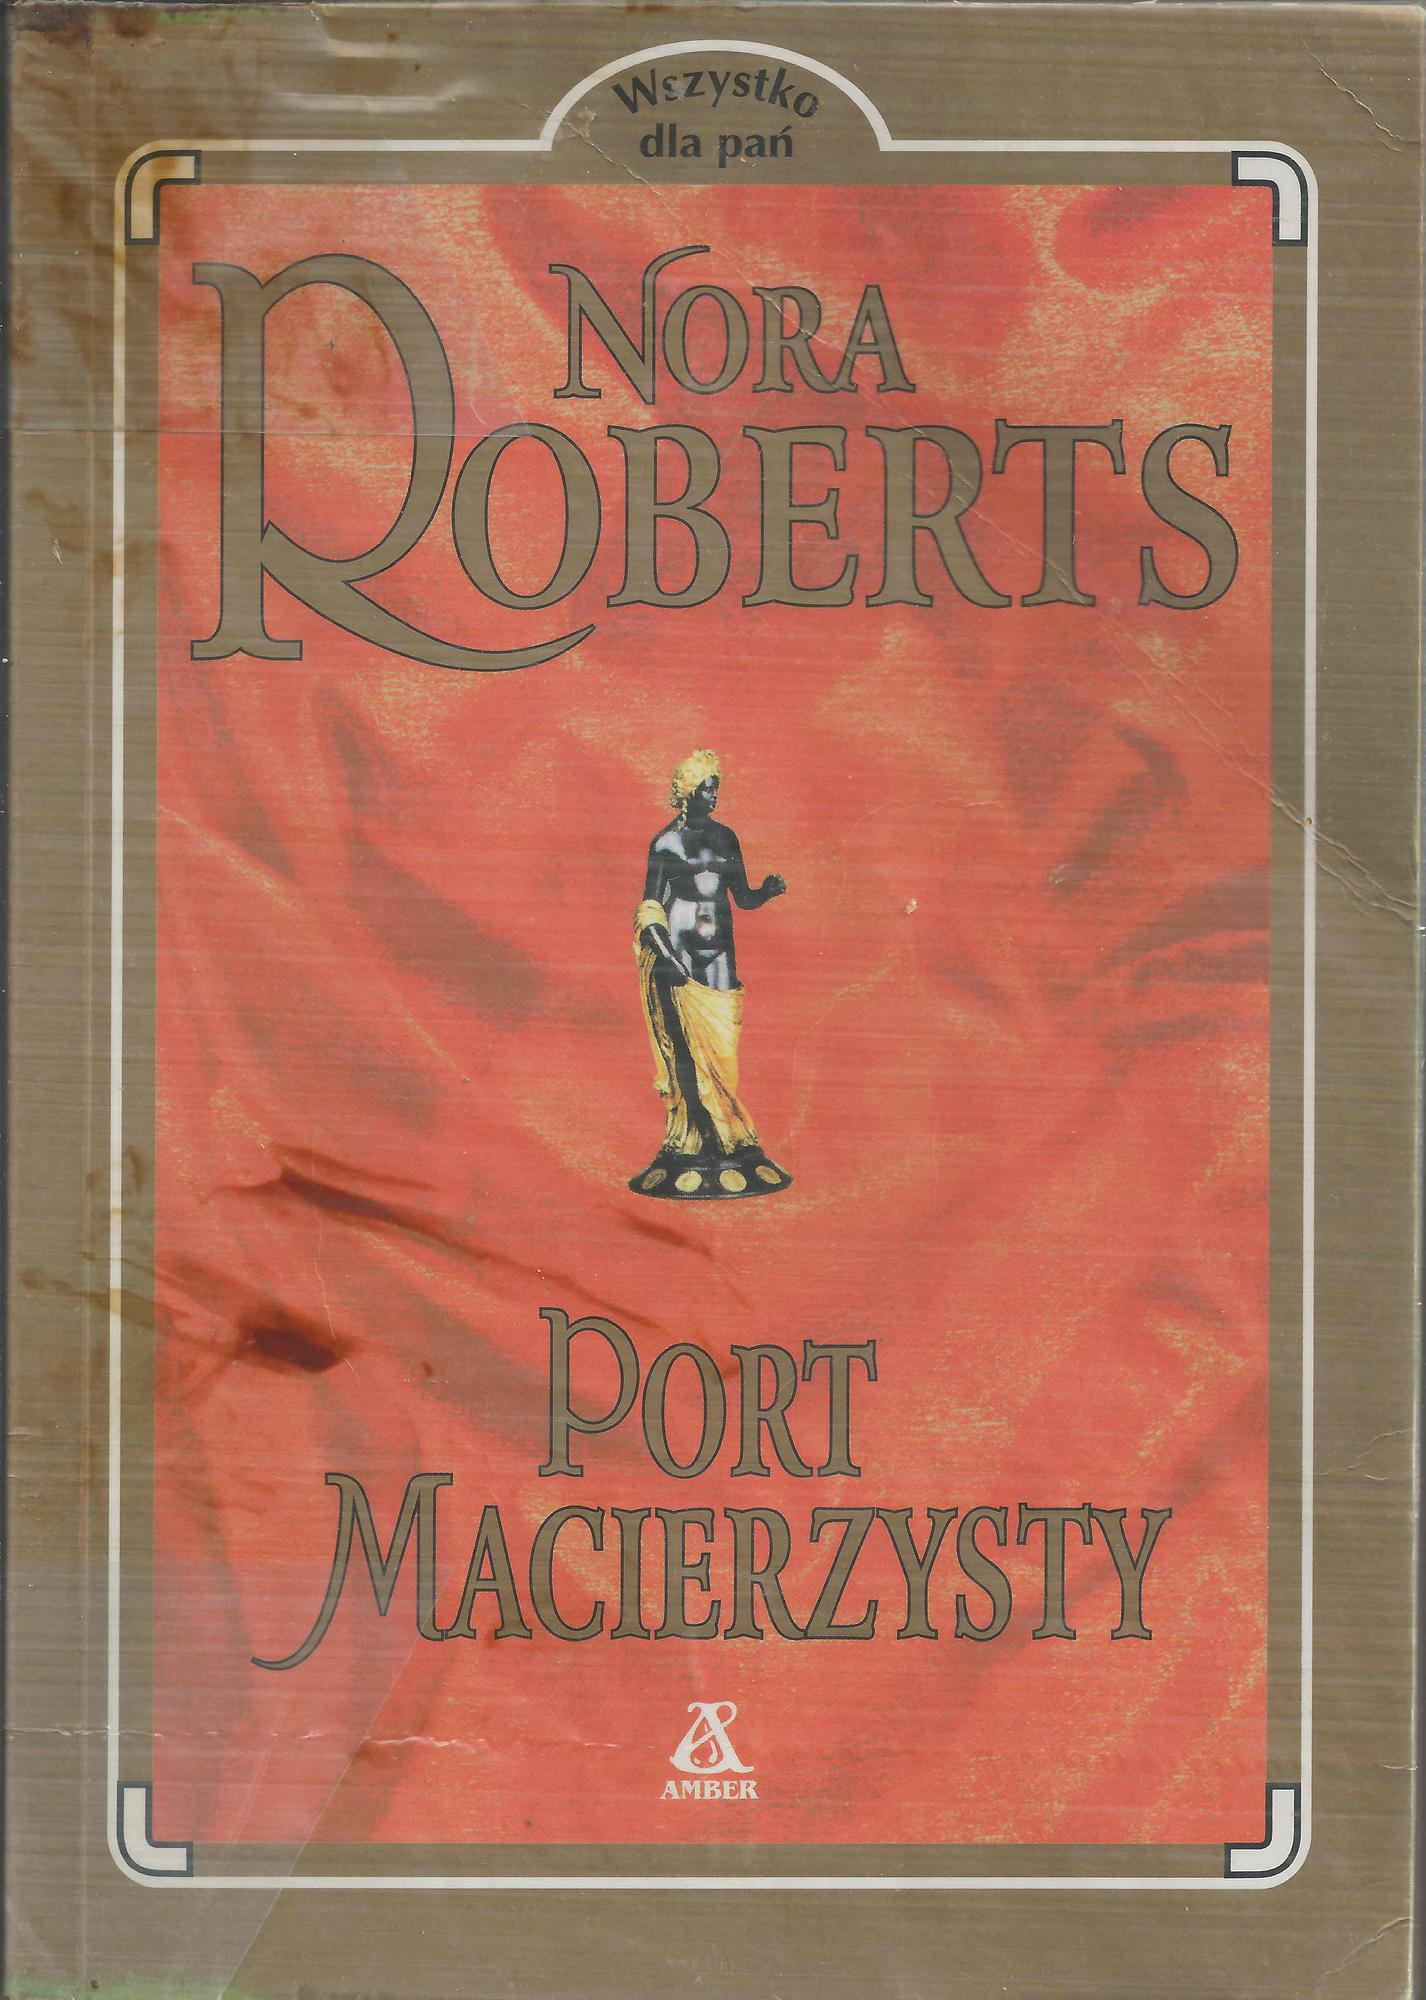 Wszystko
dla pań
NORA
ROBERTS
PORT
MACIERZYSTY
AMBER